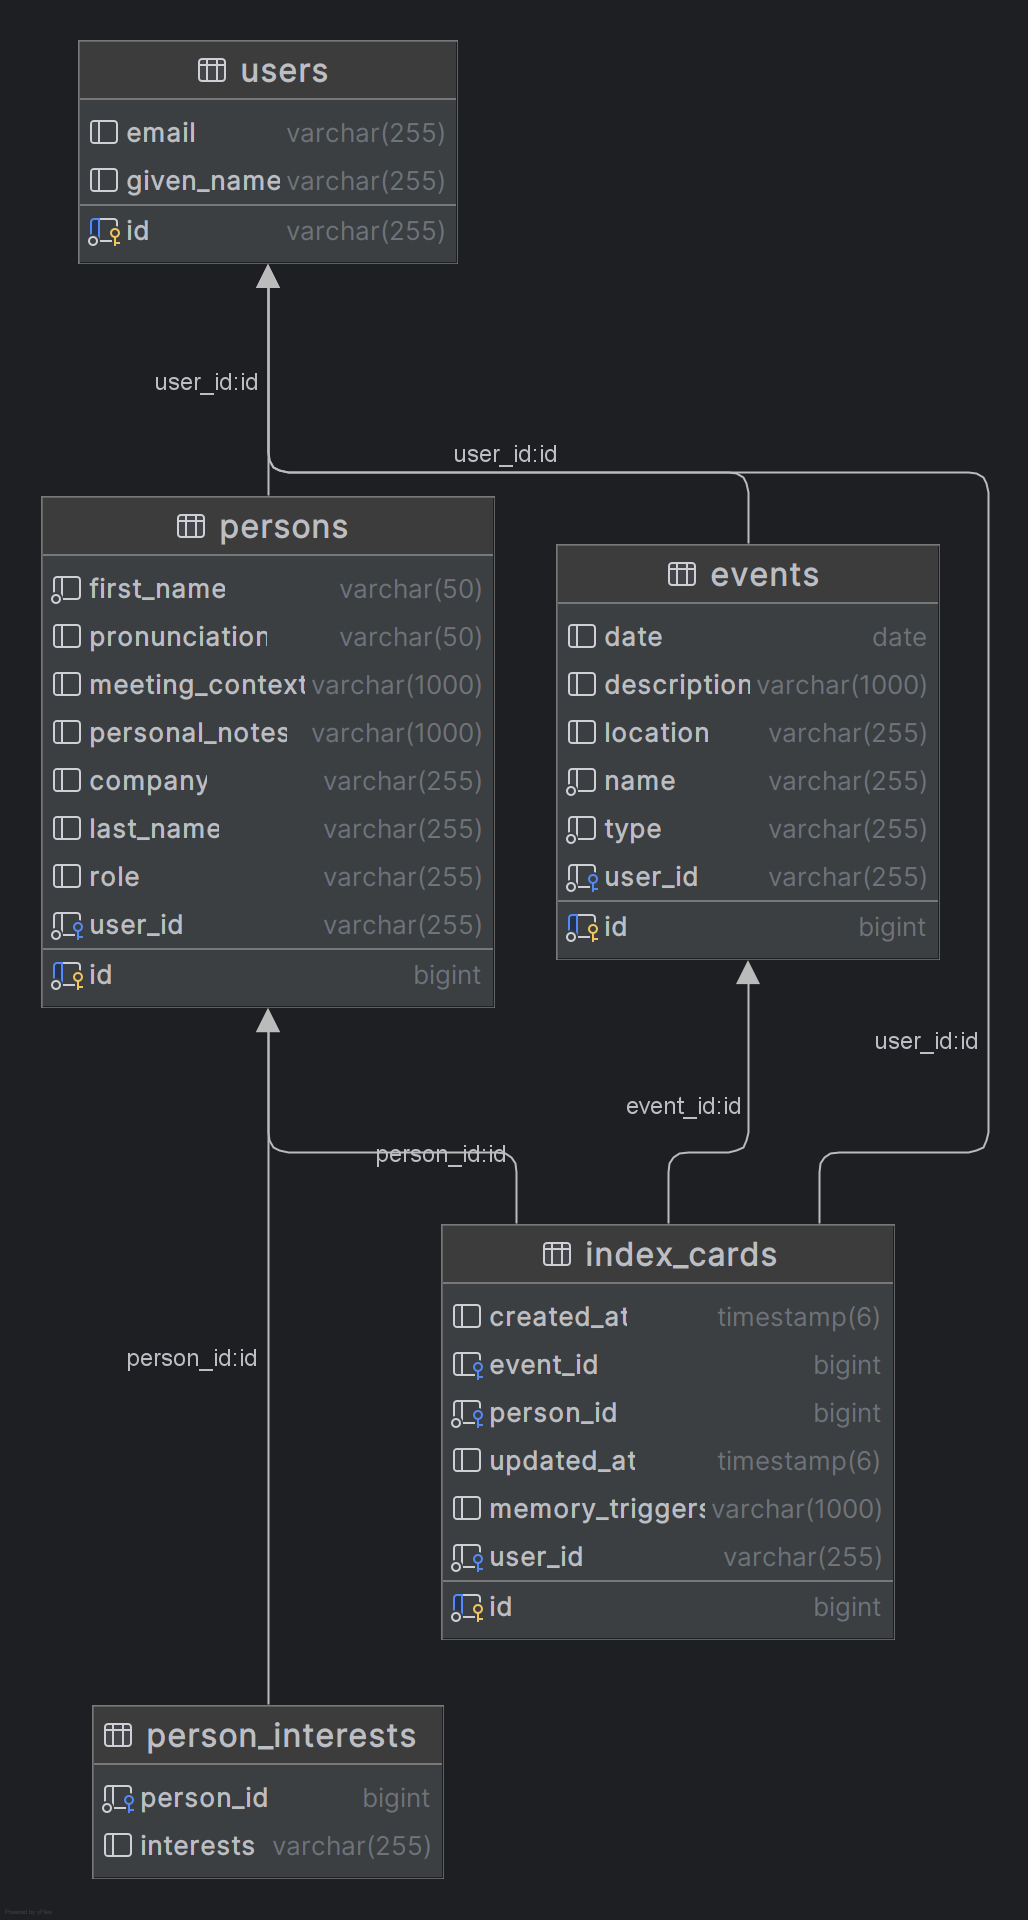 users
email varchar(255)
given_name varchar(255)
id varchar(255)
user_id:id
user_id:id
persons
first_name varchar(50)
pronunciation varchar(50)
meeting_context varchar(1000)
personal_notes varchar(1000)
company varchar(255)
last_name varchar(255)
role varchar(255)
user_id varchar(255)
id bigint
events
date date
description varchar(1000)
location varchar(255)
name varchar(255)
type varchar(255)
user_id varchar(255)
id bigint
user_id:id
event_id:id
person_id:id
index_cards
created_at timestamp(6)
event_id bigint
person_id bigint
updated_at timestamp(6)
memory_triggers varchar(1000)
user_id varchar(255)
id bigint
person_id:id
person_interests
person_id bigint
interests varchar(255)
Powered by yFiles